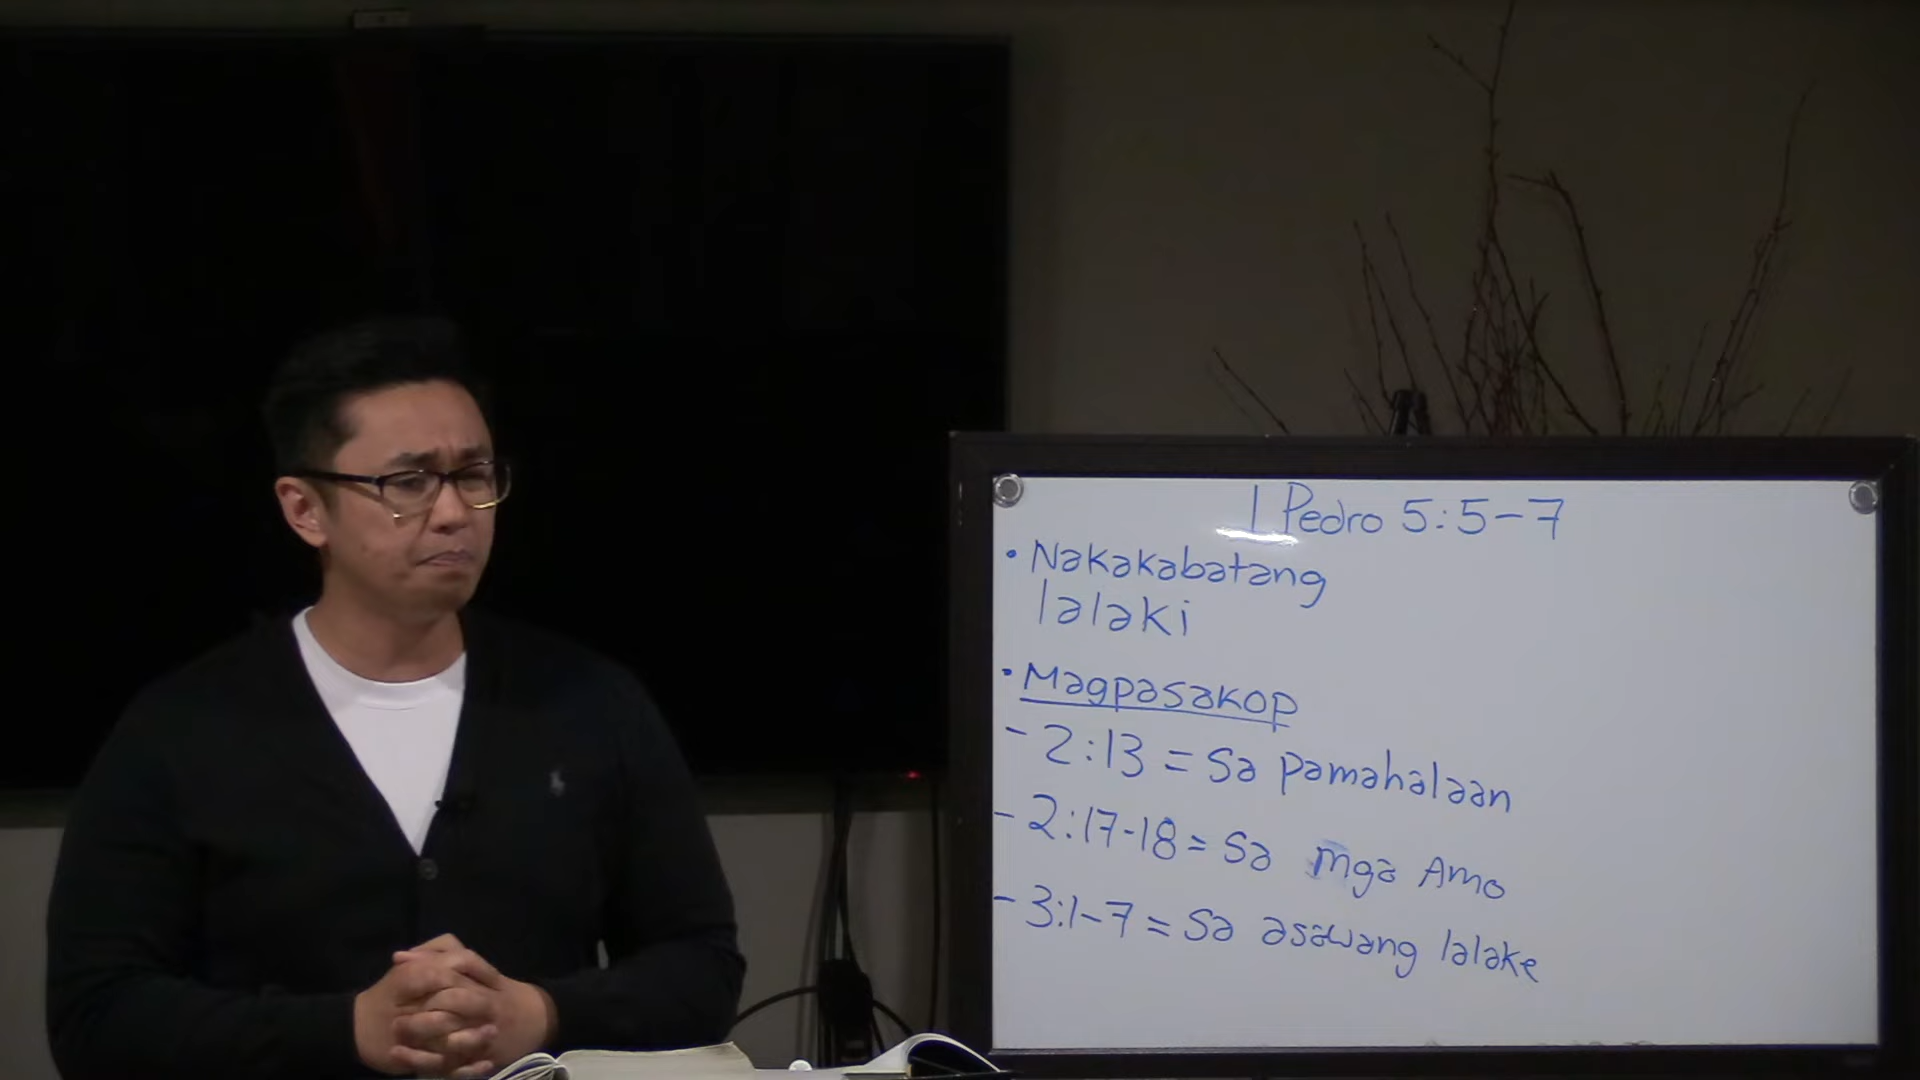 1 Pedro 5:5-7
• Nakakabatang
lalaki
• Magpasakop
- 2:13 = Sa pamahalaan
- 2:17-18 = Sa mga Amo
- 3:1-7 = Sa asawang lalake